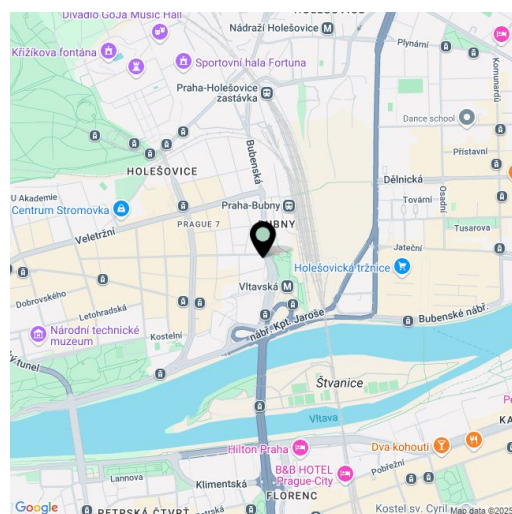 Divadlo GoJa Music Hall
HOLEŠOVICE
Nádraží Holešovice
Křižíkova fontána
Sportovní hala Fortuna
Plynární
Komunardů
Praha-Holešovice
zastávka
Dance school
Bubenská
Přístavní
HOLEŠOVICE
Dělnická
U Akademie
Centrum Stromovka
Praha-Bubny
Tovární
Osadní
Veletržní
PRAGUE 7
BUBNY
Tusarova
Jateční
Holešovická tržnice
Dobrovského
Vltavská
Letohradská
Bubenské nábř.
Národní technické
muzeum
Kostelní
nábř. Kpt. Jaroše
ý tunel
Štvanice
Vltava
Hilton Praha
Dva kohouti
KA
B&B HOTEL
Prague-City
Pobřežní
Lannova
Klimentská
FLORENC
Kostel sv. Cyril
PETRSKÁ ČTVRŤ
Google
Map data ©2025